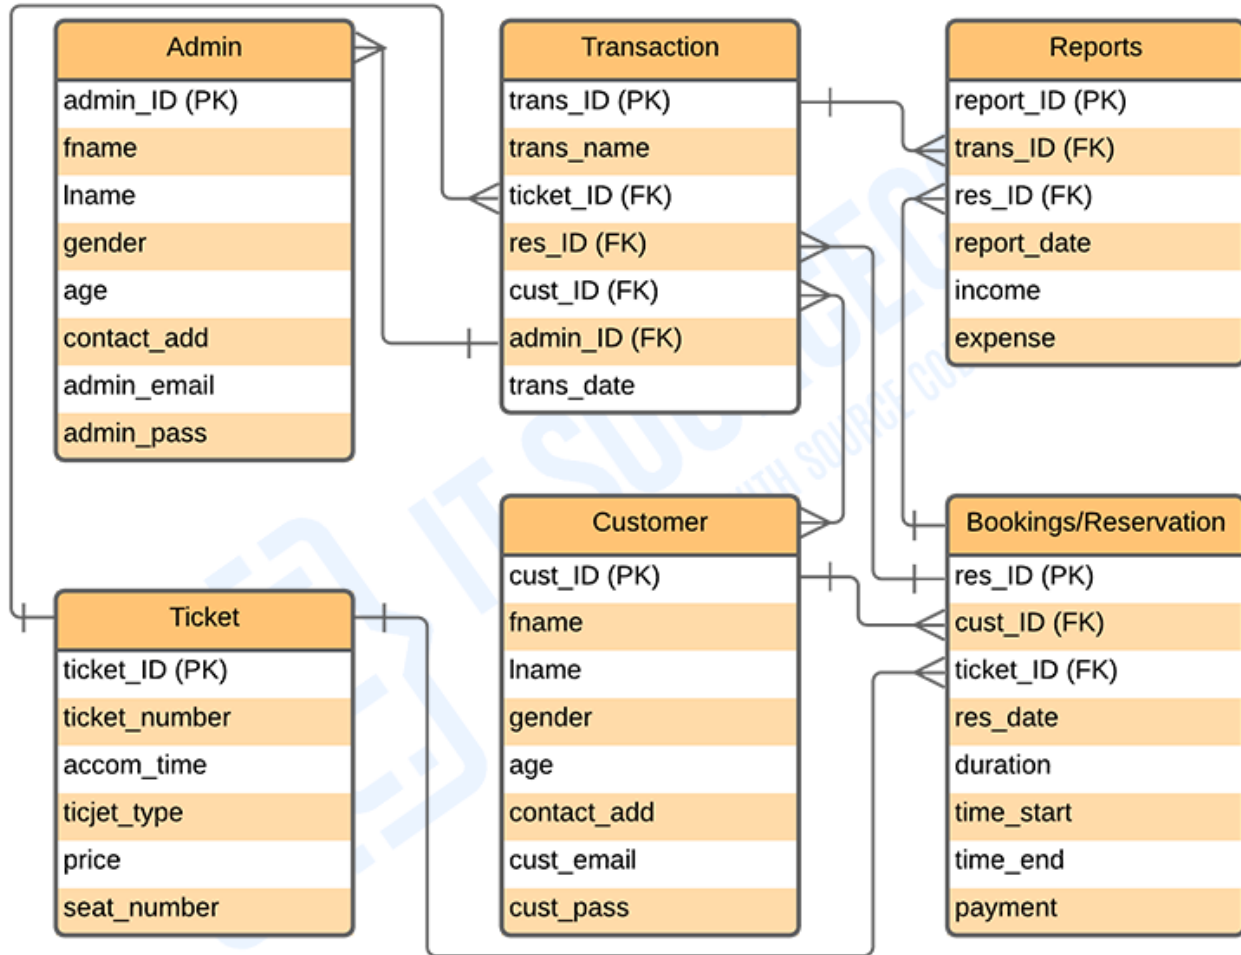 Admin
admin_ID (PK)
fname
lname
gender
age
contact_add
admin_email
admin_pass
Transaction
trans_ID (PK)
trans_name
ticket_ID (FK)
res_ID (FK)
cust_ID (FK)
admin_ID (FK)
trans_date
Reports
report_ID (PK)
trans_ID (FK)
res_ID (FK)
report_date
income
expense
Ticket
ticket_ID (PK)
ticket_number
accom_time
ticjet_type
price
seat_number
Customer
cust_ID (PK)
fname
lname
gender
age
contact_add
cust_email
cust_pass
Bookings/Reservation
res_ID (PK)
cust_ID (FK)
ticket_ID (FK)
res_date
duration
time_start
time_end
payment